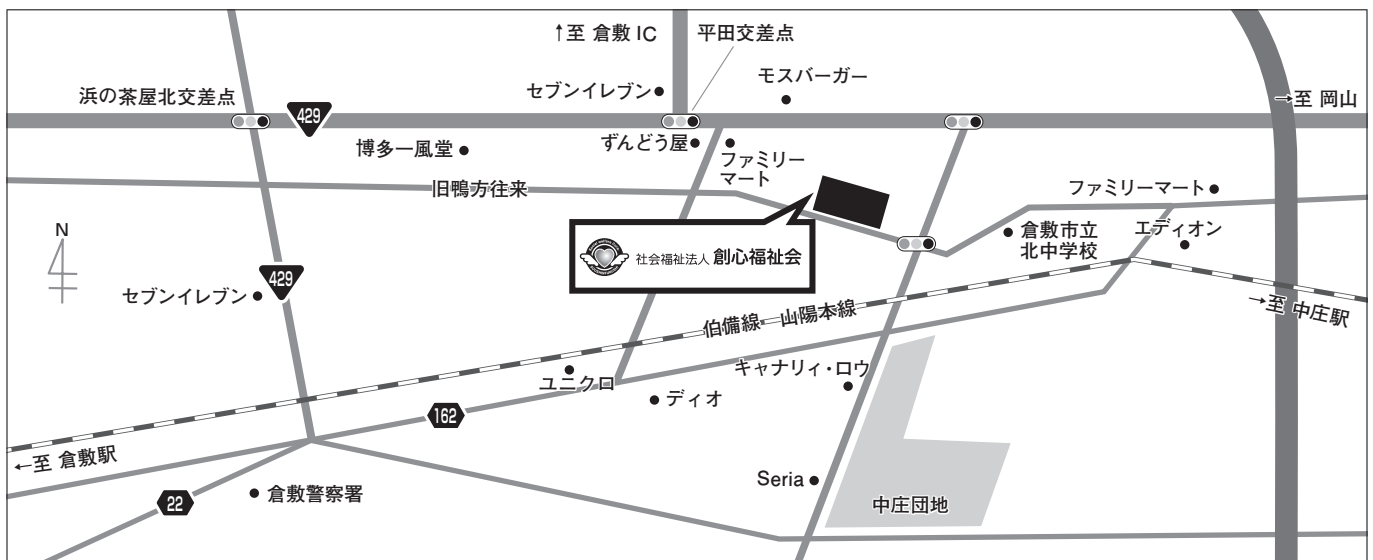 ↑至 倉敷 IC
平田交差点
モスバーガー
セブンイレブン
浜の茶屋北交差点
429
→至 岡山
博多一風堂
ずんどう屋
ファミリー
マート
旧鴨方往来
ファミリーマート
N
倉敷市立
北中学校
エディオン
社会福祉法人 創心福祉会
429
セブンイレブン
→至 中庄駅
伯備線 山陽本線
キャナリィ・ロウ
ユニクロ
ディオ
162
←至 倉敷駅
Seria
22
倉敷警察署
中庄団地